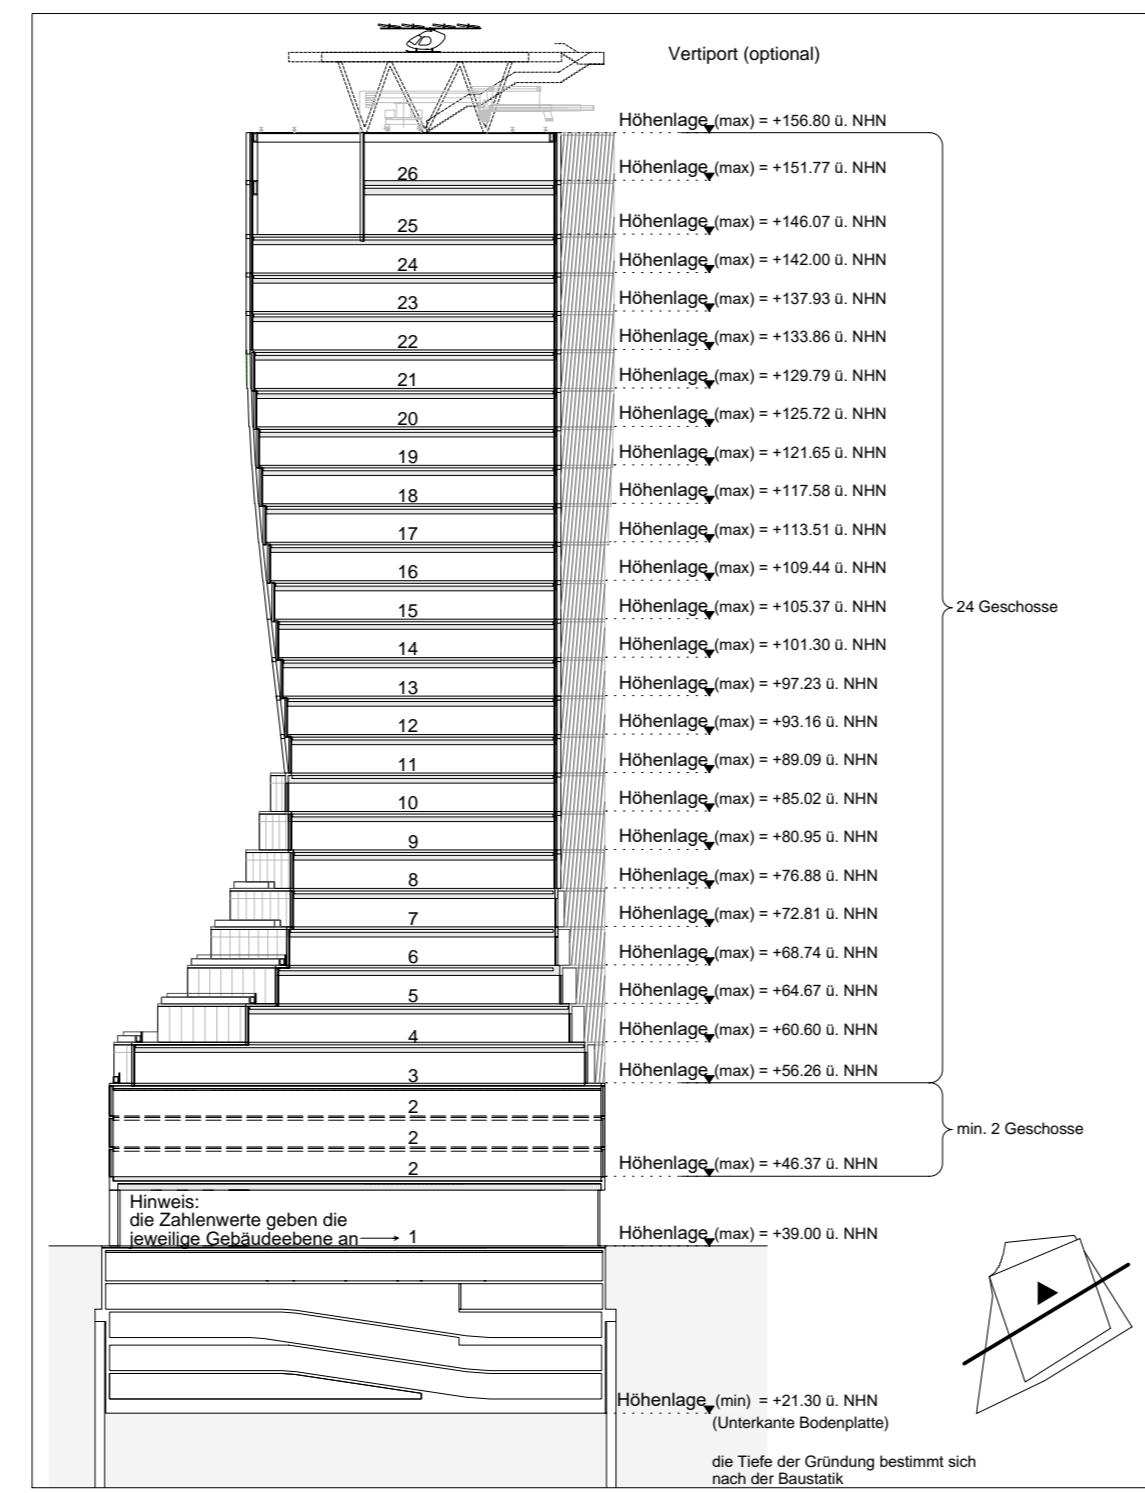 Vertiport (optional)
Höhenlage (max) = +156.80 ü. NHN
26
Höhenlage (max) = +151.77 ü. NHN
25
Höhenlage (max) = +146.07 ü. NHN
24
Höhenlage (max) = +142.00 ü. NHN
23
Höhenlage (max) = +137.93 ü. NHN
22
Höhenlage (max) = +133.86 ü. NHN
21
Höhenlage (max) = +129.79 ü. NHN
20
Höhenlage (max) = +125.72 ü. NHN
19
Höhenlage (max) = +121.65 ü. NHN
18
Höhenlage (max) = +117.58 ü. NHN
17
Höhenlage (max) = +113.51 ü. NHN
16
Höhenlage (max) = +109.44 ü. NHN
15
Höhenlage (max) = +105.37 ü. NHN
24 Geschosse
14
Höhenlage (max) = +101.30 ü. NHN
13
Höhenlage (max) = +97.23 ü. NHN
12
Höhenlage (max) = +93.16 ü. NHN
11
Höhenlage (max) = +89.09 ü. NHN
10
Höhenlage (max) = +85.02 ü. NHN
9
Höhenlage (max) = +80.95 ü. NHN
8
Höhenlage (max) = +76.88 ü. NHN
7
Höhenlage (max) = +72.81 ü. NHN
6
Höhenlage (max) = +68.74 ü. NHN
5
Höhenlage (max) = +64.67 ü. NHN
4
Höhenlage (max) = +60.60 ü. NHN
3
Höhenlage (max) = +56.26 ü. NHN
2
2
min. 2 Geschosse
2
Höhenlage (max) = +46.37 ü. NHN
Hinweis:
die Zahlenwerte geben die
jeweilige Gebäudeebene an
1
Höhenlage (max) = +39.00 ü. NHN
Höhenlage (min) = +21.30 ü. NHN
(Unterkante Bodenplatte)
die Tiefe der Gründung bestimmt sich
nach der Baustatik